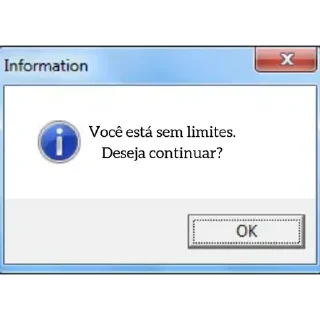 Information
Você está sem limites.
Deseja continuar?
OK